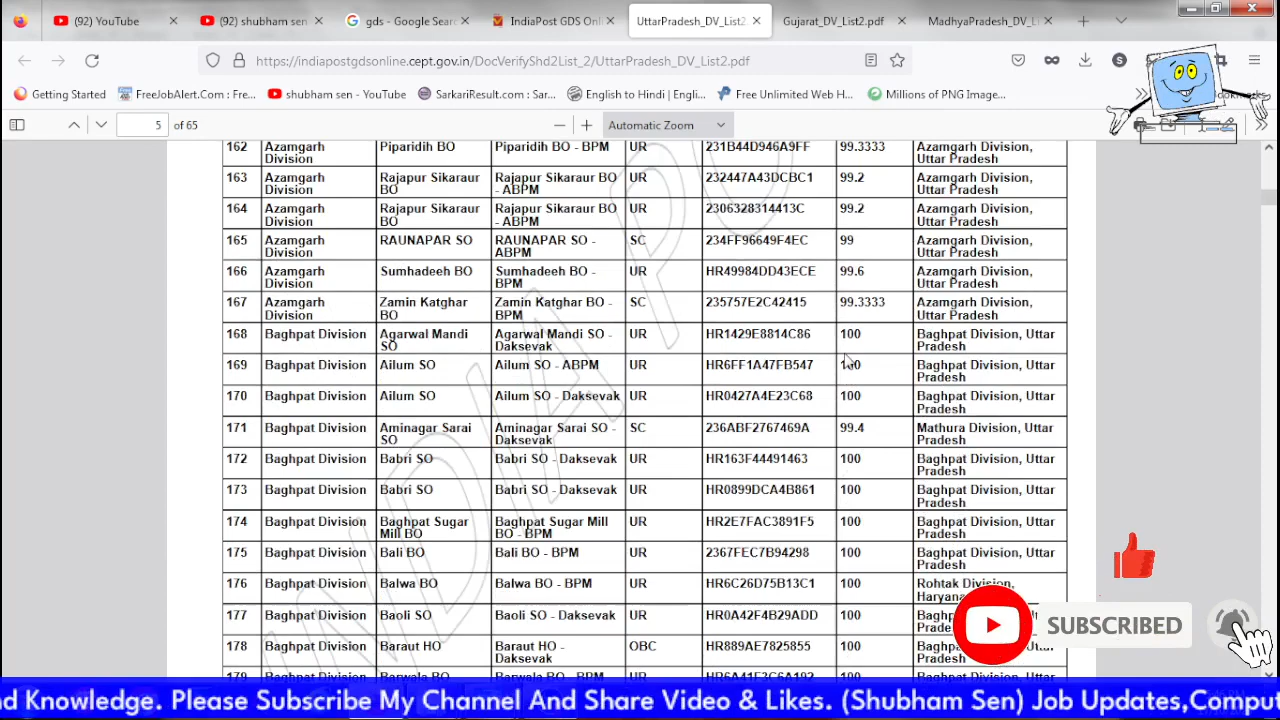 (92) YouTube
(92) shubham sen
gds - Google Searc
IndiaPost GDS Onl
UttarPradesh_DV_List2
Gujarat_DV_List2.pdf
MadhyaPradesh_DV_L
https://indiapostgdsonline.cept.gov.in/DocVerifyShd2List_2/UttarPradesh_DV_List2.pdf
Getting Started
FreeJobAlert.Com : Fre...
shubham sen - YouTube
SarkariResult.com : Sar...
English to Hindi | Engli...
Free Unlimited Web H...
Millions of PNG Image...
5 of 65
Automatic Zoom
162 Azamgarh Division Piparidih BO Piparidih BO - BPM UR 231B44D946A9FF 99.3333 Azamgarh Division, Uttar Pradesh
163 Azamgarh Division Rajapur Sikaraur BO Rajapur Sikaraur BO - ABPM UR 232447A43DCBC1 99.2 Azamgarh Division, Uttar Pradesh
164 Azamgarh Division Rajapur Sikaraur BO Rajapur Sikaraur BO - ABPM UR 2306328314413C 99.2 Azamgarh Division, Uttar Pradesh
165 Azamgarh Division RAUNAPAR SO RAUNAPAR SO - ABPM SC 234FF96649F4EC 99 Azamgarh Division, Uttar Pradesh
166 Azamgarh Division Sumhadeeh BO Sumhadeeh BO - BPM UR HR49984DD43ECE 99.6 Azamgarh Division, Uttar Pradesh
167 Azamgarh Division Zamin Katghar BO Zamin Katghar BO - BPM SC 235757E2C42415 99.3333 Azamgarh Division, Uttar Pradesh
168 Baghpat Division Agarwal Mandi SO Agarwal Mandi SO - Daksevak UR HR1429E8814C86 100 Baghpat Division, Uttar Pradesh
169 Baghpat Division Ailum SO Ailum SO - ABPM UR HR6FF1A47FB547 100 Baghpat Division, Uttar Pradesh
170 Baghpat Division Ailum SO Ailum SO - Daksevak UR HR0427A4E23C68 100 Baghpat Division, Uttar Pradesh
171 Baghpat Division Aminagar Sarai SO Aminagar Sarai SO - Daksevak SC 236ABF2767469A 99.4 Mathura Division, Uttar Pradesh
172 Baghpat Division Babri SO Babri SO - Daksevak UR HR163F44491463 100 Baghpat Division, Uttar Pradesh
173 Baghpat Division Babri SO Babri SO - Daksevak UR HR0899DCA4B861 100 Baghpat Division, Uttar Pradesh
174 Baghpat Division Baghpat Sugar Mill BO Baghpat Sugar Mill BO - BPM UR HR2E7FAC3891F5 100 Baghpat Division, Uttar Pradesh
175 Baghpat Division Bali BO Bali BO - BPM UR 2367FEC7B94298 100 Baghpat Division, Uttar Pradesh
176 Baghpat Division Balwa BO Balwa BO - BPM UR HR6C26D75B13C1 100 Rohtak Division, Haryana
177 Baghpat Division Baoli SO Baoli SO - Daksevak UR HR0A42F4B29ADD 100
178 Baghpat Division Baraut HO Baraut HO - Daksevak OBC HR889AE7825855 100
SUBSCRIBED
nd Knowledge. Please Subscribe My Channel And Share Video & Likes. (Shubham Sen) Job Updates,Compu